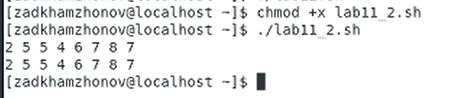 [zadkhamzhonov@localhost ~]$ chmod +x lab11_2.sh
[zadkhamzhonov@localhost ~]$ ./lab11_2.sh
2 5 5 4 6 7 8 7
2 5 5 4 6 7 8 7
[zadkhamzhonov@localhost ~]$